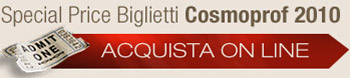 Special Price Biglietti Cosmoprof 2010
ADMIT
ONE
ACQUISTA ON LINE